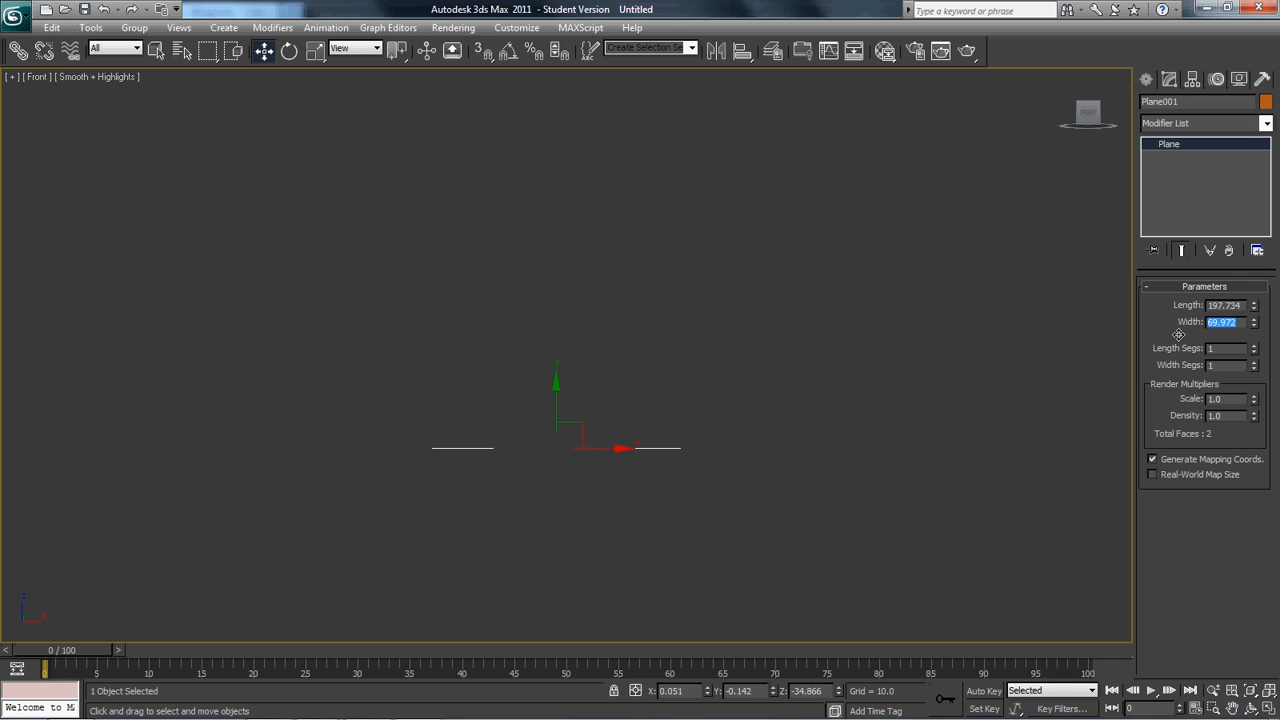 Autodesk 3ds Max 2011 - Student Version Untitled
Type a keyword or phrase
Edit Tools Group Views Create Modifiers Animation Graph Editors Rendering Customize MAXScript Help
All View Create Selection Se
[ + ] [ Front ] [ Smooth + Highlights ]
FRONT
Plane001
Modifier List
Plane
- Parameters
Length: 197.734
Width: 69.972
Length Segs: 1
Width Segs: 1
Render Multipliers
Scale: 1.0
Density: 1.0
Total Faces : 2
Generate Mapping Coords.
Real-World Map Size
y
x
z
x
< 0 / 100 >
0 5 10 15 20 25 30 35 40 45 50 55 60 65 70 75 80 85 90 95 100
1 Object Selected X: 0.051 Y: -0.142 Z: -34.866 Grid = 10.0 Auto Key Selected
Welcome to M Click and drag to select and move objects Add Time Tag Set Key Key Filters... 0